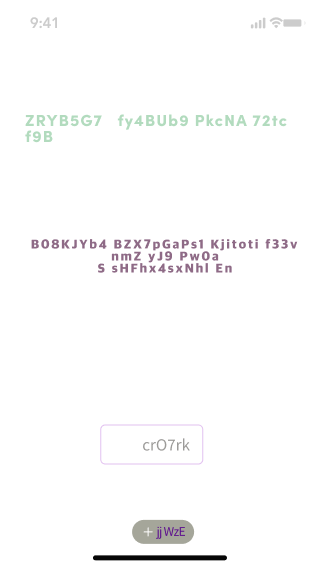 9:41
ZRYB5G7 fy4BUb9 PkcNA 72tc
f9B
B08KJYb4 BZX7pGaPs1 Kjitoti f33v
nmZ yJ9 Pw0a
S sHFhx4sxNhl En
crO7rk
+ jjWzE